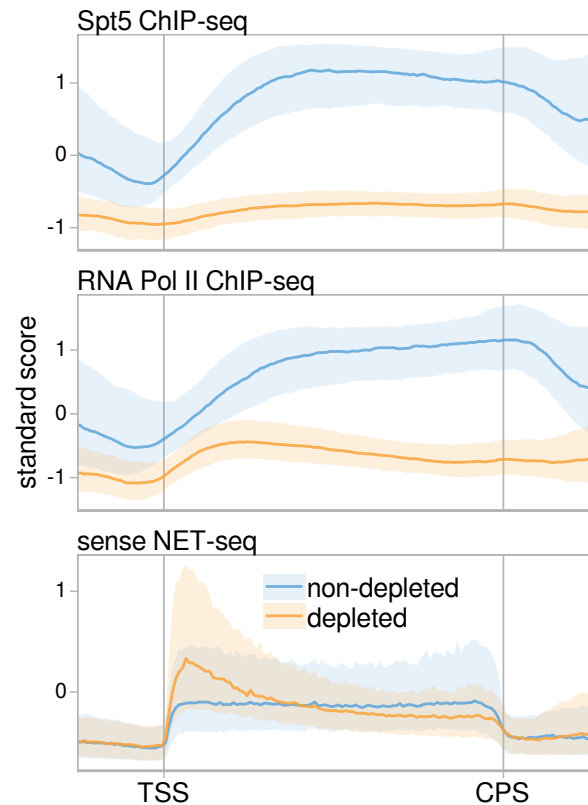 Spt5 ChIP-seq
1
0
-1
RNA Pol II ChIP-seq
1
0
-1
standard score
sense NET-seq
1
0
non-depleted
depleted
TSS
CPS